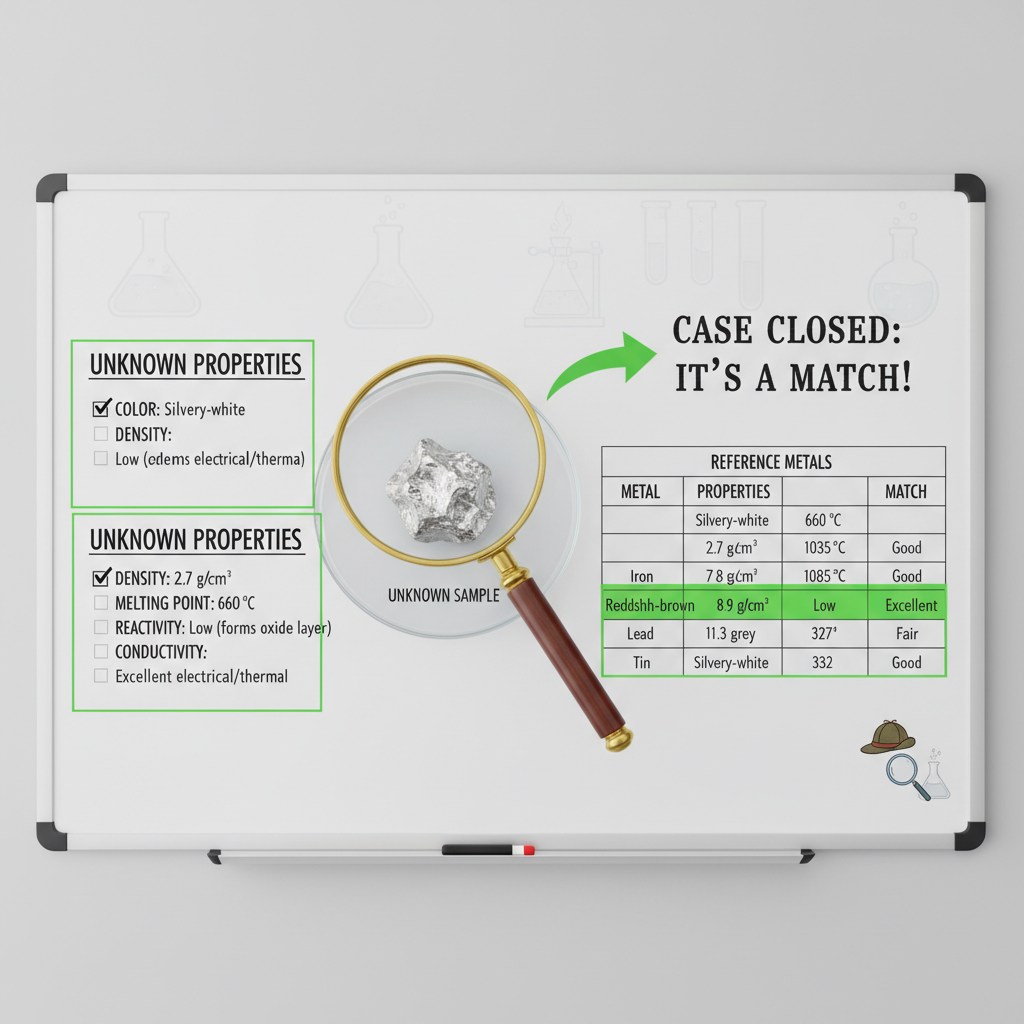 CASE CLOSED:
IT'S A MATCH!
UNKNOWN PROPERTIES
COLOR: Silvery-white
DENSITY:
Low (edems electrical/therma)
UNKNOWN PROPERTIES
DENSITY: 2.7 g/cm³
MELTING POINT: 660 °C
REACTIVITY: Low (forms oxide layer)
CONDUCTIVITY:
Excellent electrical/thermal
UNKNOWN SAMPLE
REFERENCE METALS
METAL PROPERTIES MATCH
Silvery-white 660 °C
2.7 g/cm³ 1035 °C Good
Iron 7 8 g/cm³ 1085 °C Good
Reddshh-brown 8.9 g/cm³ Low Excellent
Lead 11.3 grey 327° Fair
Tin Silvery-white 332 Good